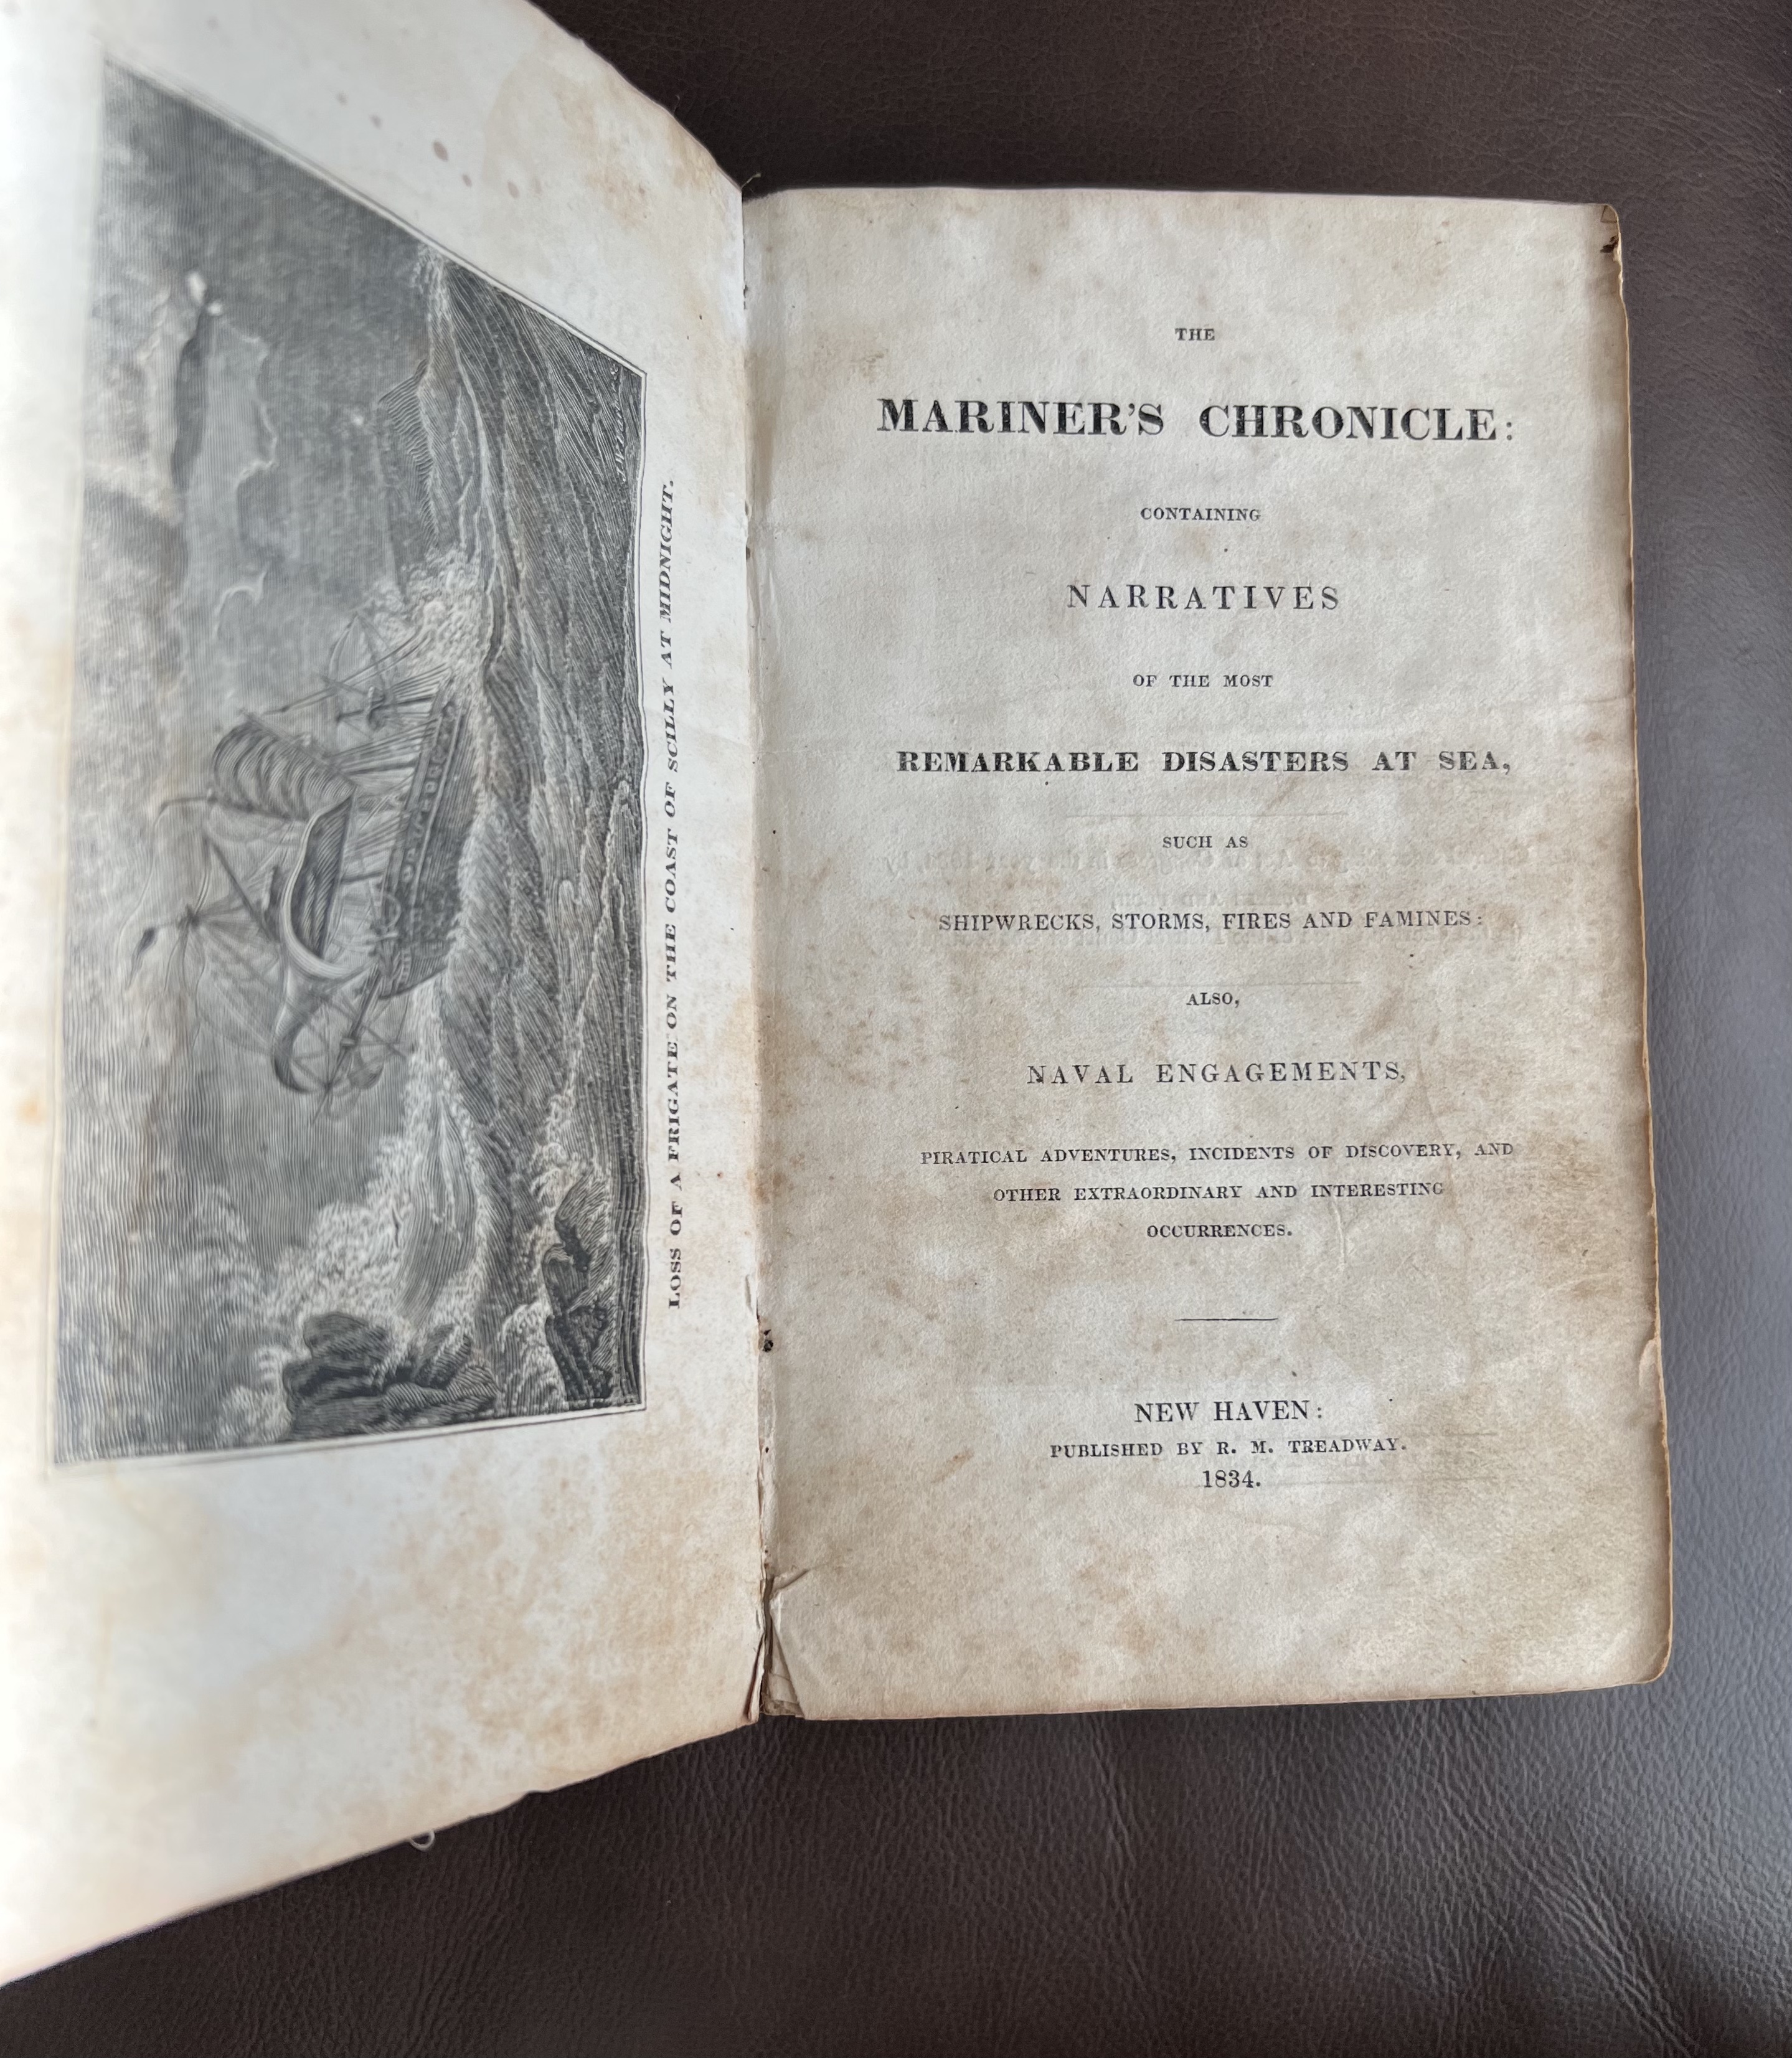 LOSS OF A FRIGATE ON THE COAST OF SCILLY AT MIDNIGHT.
THE
MARINER'S CHRONICLE:
CONTAINING
NARRATIVES
OF THE MOST
REMARKABLE DISASTERS AT SEA,
SUCH AS
SHIPWRECKS, STORMS, FIRES AND FAMINES:
ALSO,
NAVAL ENGAGEMENTS,
PIRATICAL ADVENTURES, INCIDENTS OF DISCOVERY, AND
OTHER EXTRAORDINARY AND INTERESTING
OCCURRENCES.
NEW HAVEN:
PUBLISHED BY R. M. TREADWAY.
1834.